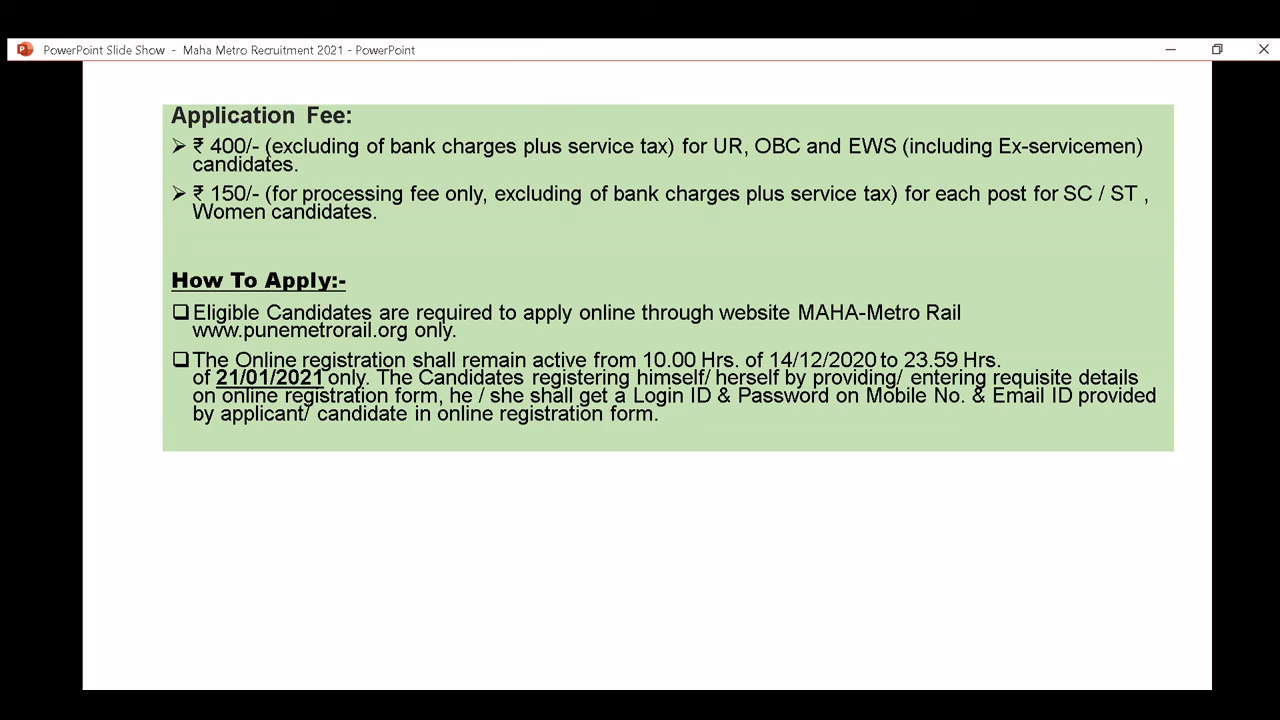 PowerPoint Slide Show - Maha Metro Recruitment 2021 - PowerPoint
Application Fee:
➢ ₹ 400/- (excluding of bank charges plus service tax) for UR, OBC and EWS (including Ex-servicemen)
candidates.
➢ ₹ 150/- (for processing fee only, excluding of bank charges plus service tax) for each post for SC / ST ,
Women candidates.
How To Apply:-
❑ Eligible Candidates are required to apply online through website MAHA-Metro Rail
www.punemetrorail.org only.
❑ The Online registration shall remain active from 10.00 Hrs. of 14/12/2020 to 23.59 Hrs.
of 21/01/2021 only. The Candidates registering himself/ herself by providing/ entering requisite details
on online registration form, he / she shall get a Login ID & Password on Mobile No. & Email ID provided
by applicant/ candidate in online registration form.